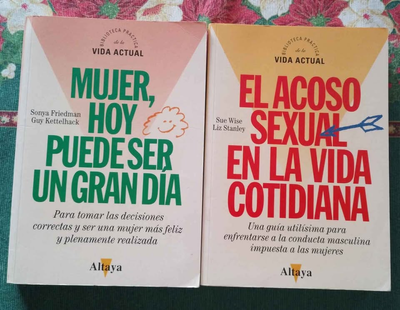 BIBLIOTECA PRÁCTICA
de la
VIDA ACTUAL
MUJER,
Sonya Friedman
Guy Kettelhack
HOY
PUEDE SER
UN GRAN DÍA
Para tomar las decisiones
correctas y ser una mujer más feliz
y plenamente realizada
Altaya
BIBLIOTECA PRÁCTICA
de la
VIDA ACTUAL
EL ACOSO
Sue Wise
Liz Stanley
SEXUAL
EN LA VIDA
COTIDIANA
Una guía utilísima para
enfrentarse a la conducta masculina
impuesta a las mujeres
Altaya